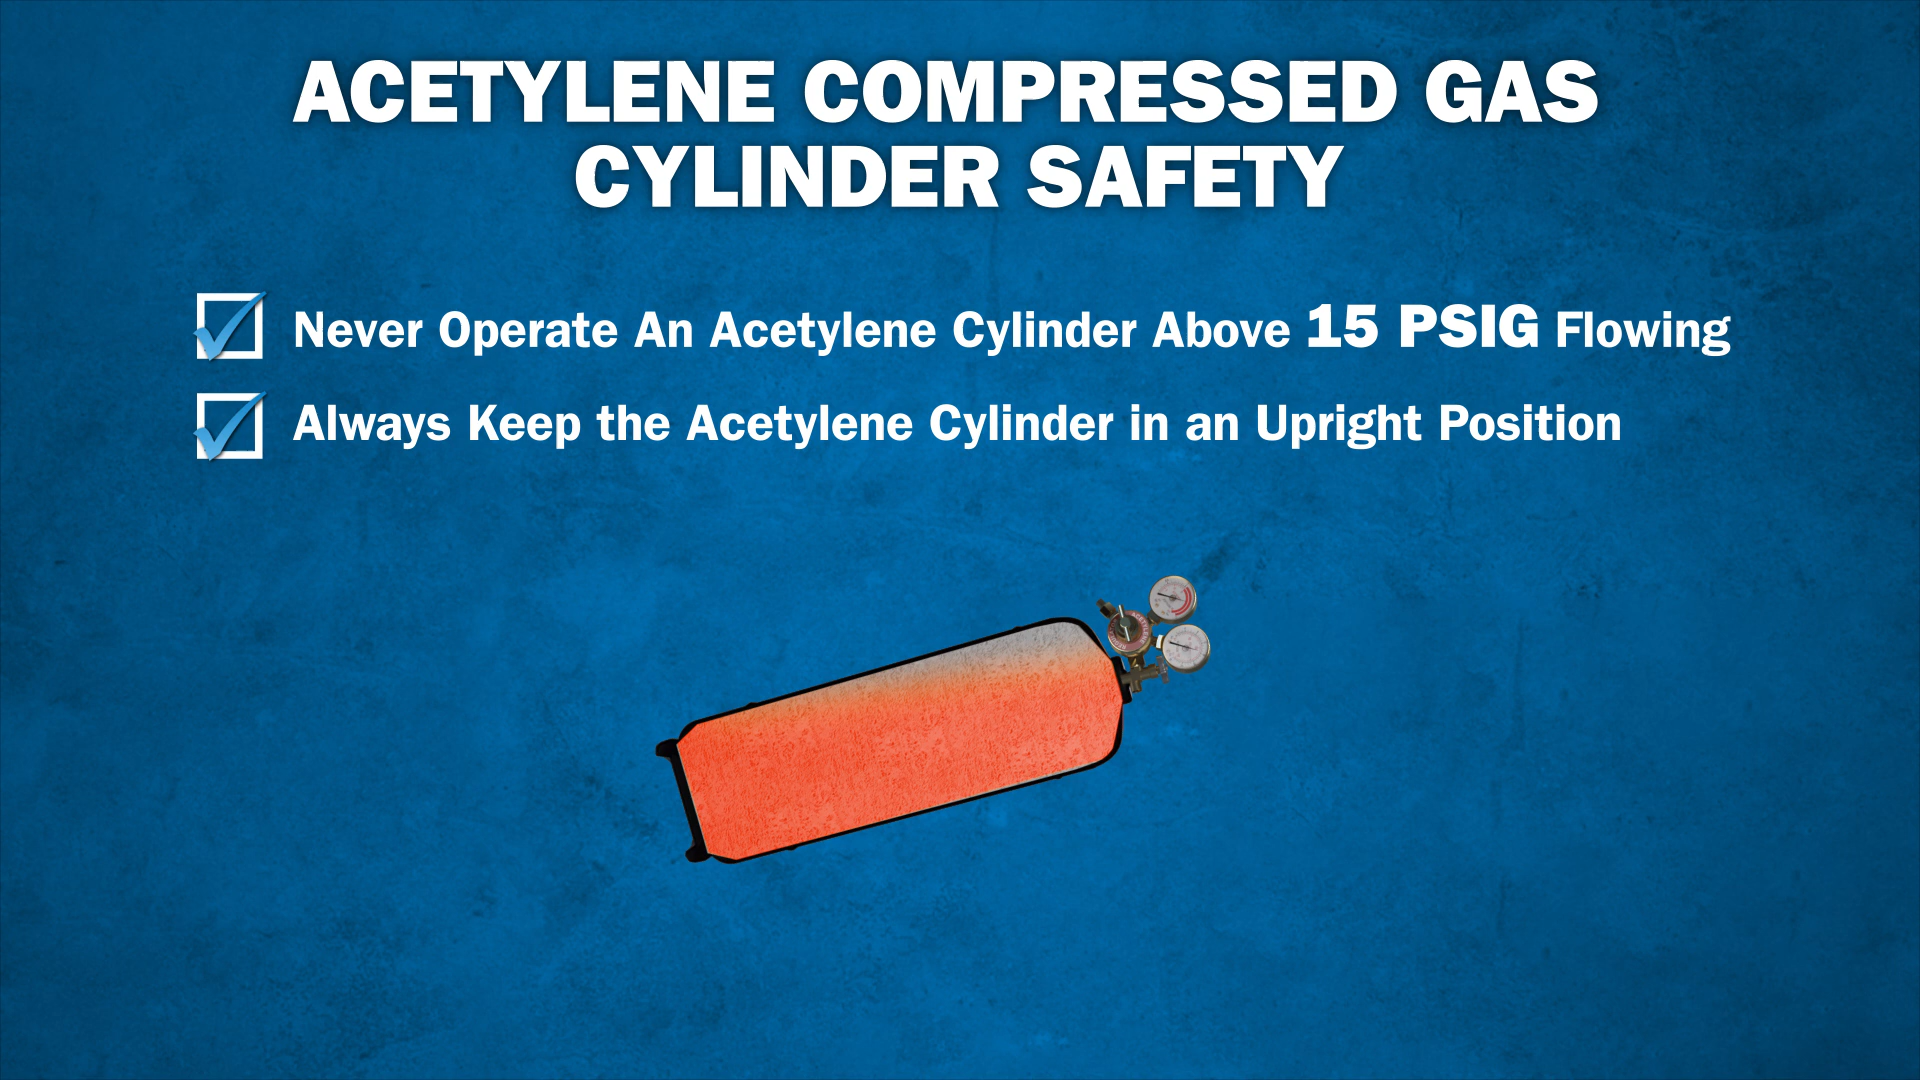 ACETYLENE COMPRESSED GAS
CYLINDER SAFETY
Never Operate An Acetylene Cylinder Above 15 PSIG Flowing
Always Keep the Acetylene Cylinder in an Upright Position